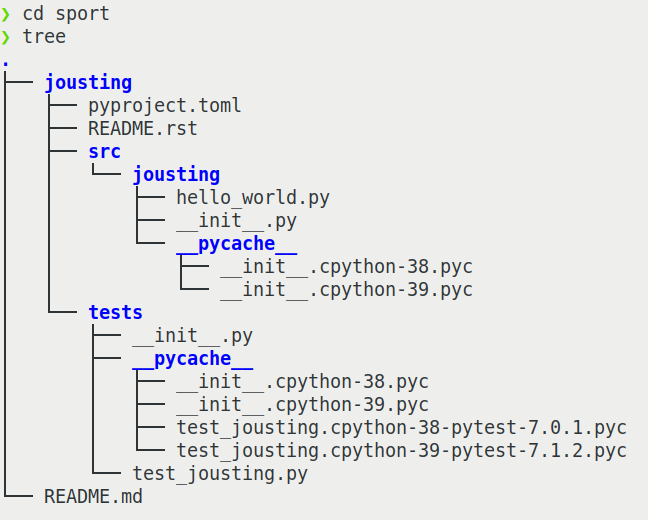 ❯ cd sport
❯ tree
.
├── jousting
│   ├── pyproject.toml
│   ├── README.rst
│   ├── src
│   │   └── jousting
│   │       ├── hello_world.py
│   │       ├── __init__.py
│   │       └── __pycache__
│   │           ├── __init__.cpython-38.pyc
│   │           └── __init__.cpython-39.pyc
│   └── tests
│       ├── __init__.py
│       ├── __pycache__
│       │   ├── __init__.cpython-38.pyc
│       │   ├── __init__.cpython-39.pyc
│       │   ├── test_jousting.cpython-38-pytest-7.0.1.pyc
│       │   └── test_jousting.cpython-39-pytest-7.1.2.pyc
│       └── test_jousting.py
└── README.md